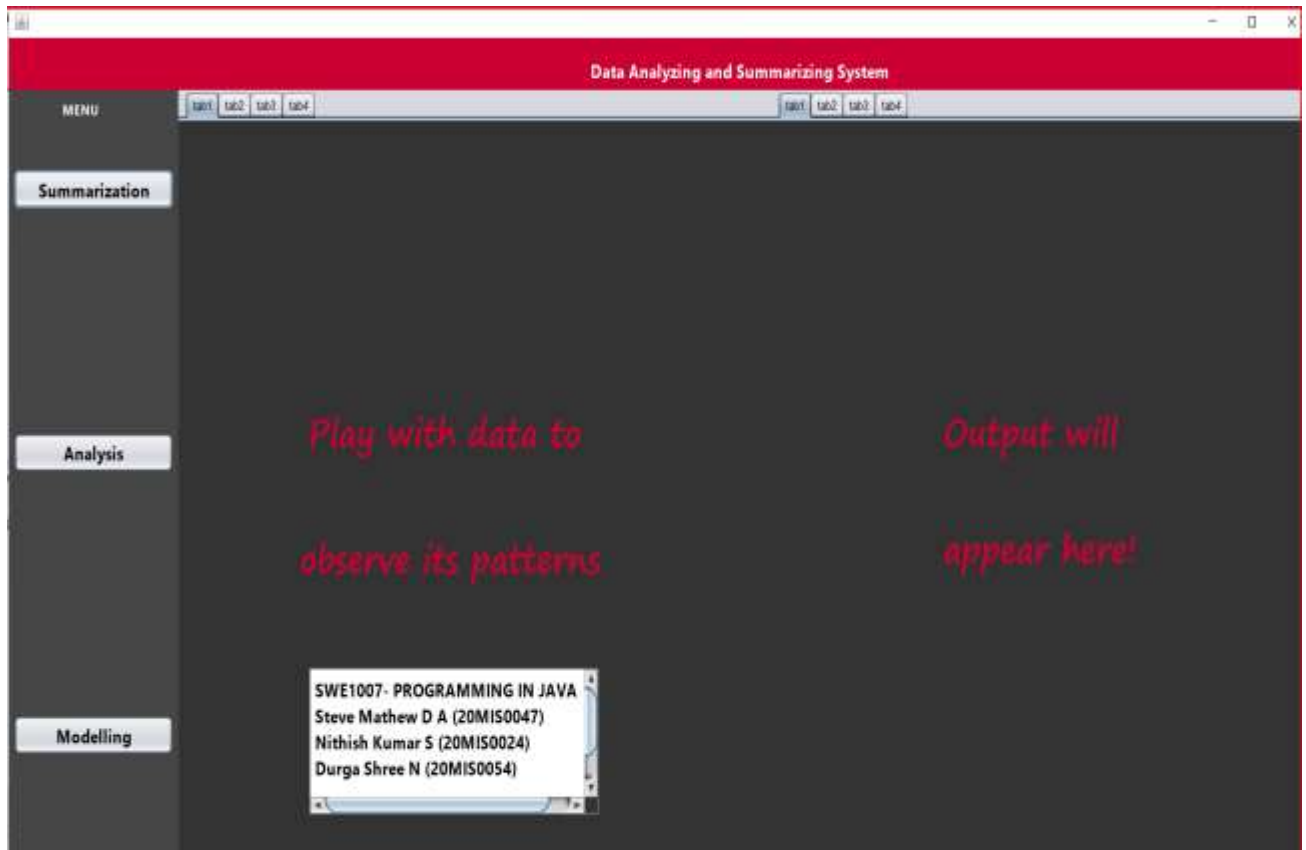 Data Analyzing and Summarizing System
MENU
tab1 tab2 tab3 tab4
tab1 tab2 tab3 tab4
Summarization
Analysis
Modelling
Play with data to
observe its patterns
Output will
appear here!
SWE1007- PROGRAMMING IN JAVA
Steve Mathew D A (20MIS0047)
Nithish Kumar S (20MIS0024)
Durga Shree N (20MIS0054)